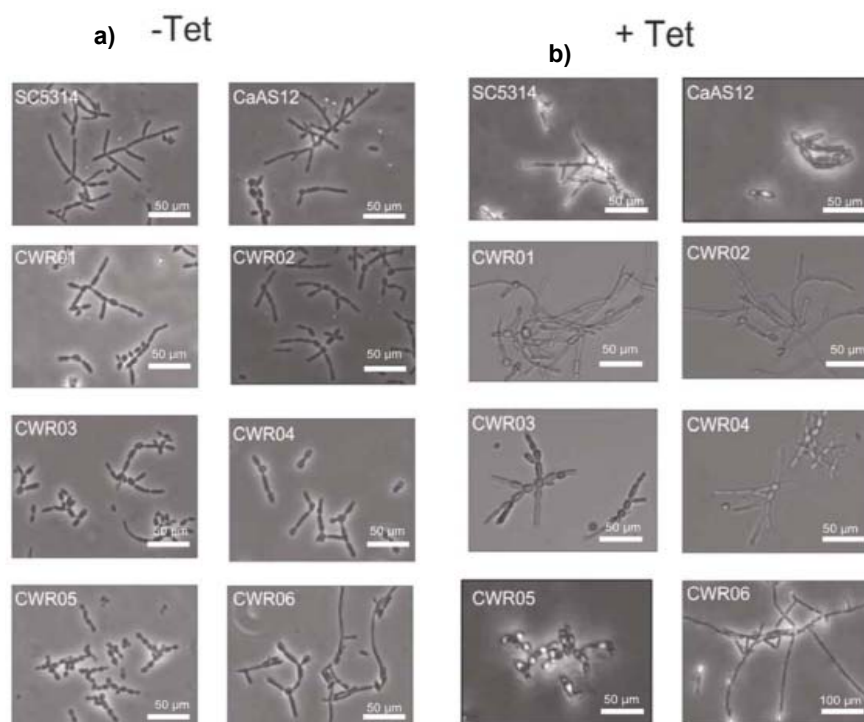 a) -Tet
SC5314
50 µm
CaAS12
50 µm
CWR01
50 µm
CWR02
50 µm
CWR03
50 µm
CWR04
50 µm
CWR05
50 µm
CWR06
50 µm
b) + Tet
SC5314
50 µm
CaAS12
50 µm
CWR01
50 µm
CWR02
50 µm
CWR03
50 µm
CWR04
50 µm
CWR05
50 µm
CWR06
100 µm